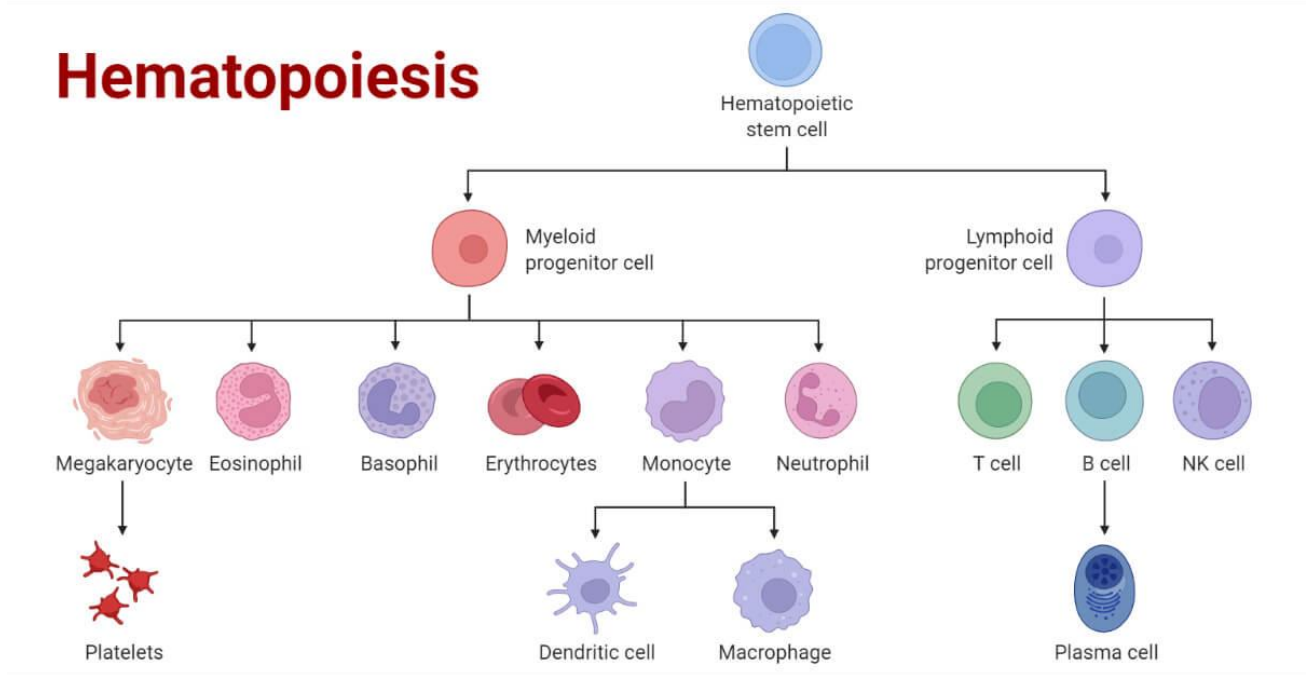 Hematopoiesis
Hematopoietic
stem cell
Myeloid
progenitor cell
Lymphoid
progenitor cell
Megakaryocyte
Eosinophil
Basophil
Erythrocytes
Monocyte
Neutrophil
T cell
B cell
NK cell
Platelets
Dendritic cell
Macrophage
Plasma cell